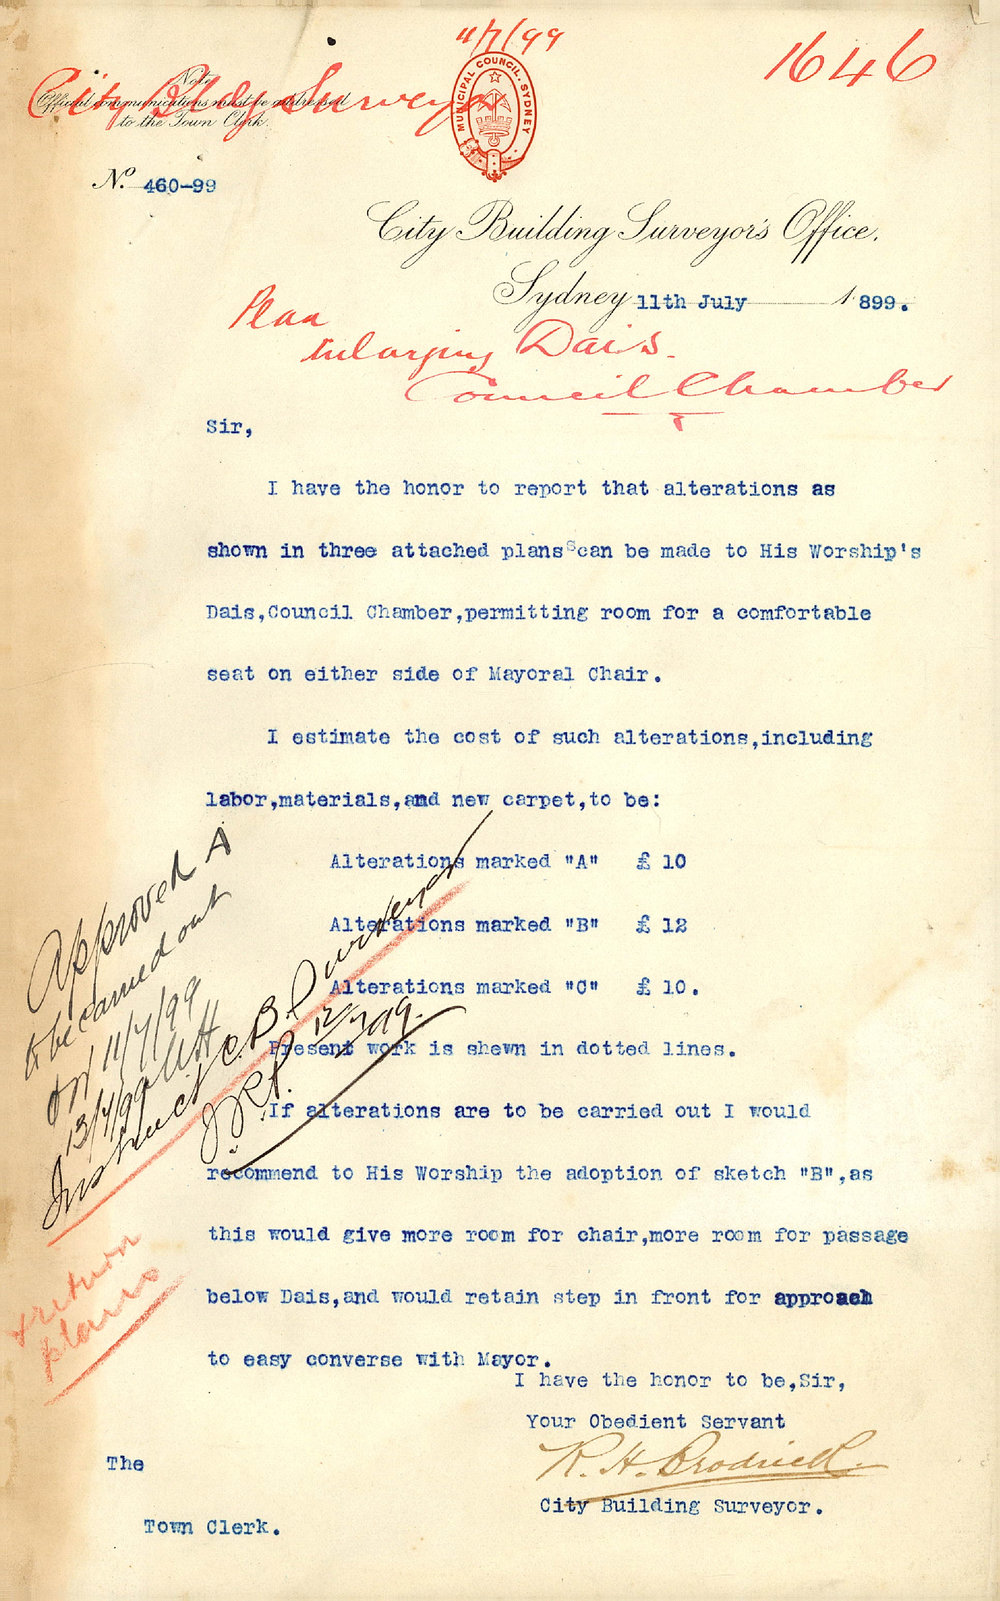 11/7/99
1646
City Bldg Surveyor
Note
Official communications must be addressed
to the Town Clerk.
MUNICIPAL COUNCIL. SYDNEY
No. 460-99
City Building Surveyor's Office.
Sydney 11th July 1899.
Plan
Enlarging Dais.
Council Chamber
Sir,
I have the honor to report that alterations as
shown in three attached plans can be made to His Worship's
Dais,Council Chamber,permitting room for a comfortable
seat on either side of Mayoral Chair.
I estimate the cost of such alterations,including
labor,materials,and new carpet,to be:
Alterations marked "A" £ 10
Alterations marked "B" £ 12
Alterations marked "C" £ 10.
Present work is shewn in dotted lines.
If alterations are to be carried out I would
recommend to His Worship the adoption of sketch "B",as
this would give more room for chair,more room for passage
below Dais,and would retain step in front for approach
to easy converse with Mayor.
I have the honor to be,Sir,
Your Obedient Servant
R. H. Brodrick.
City Building Surveyor.
The
Town Clerk.
Approved A
to be carried out
11/7/99
13/7/99
Instruct C. B. Surveyor
12/7/99.
& return
plans